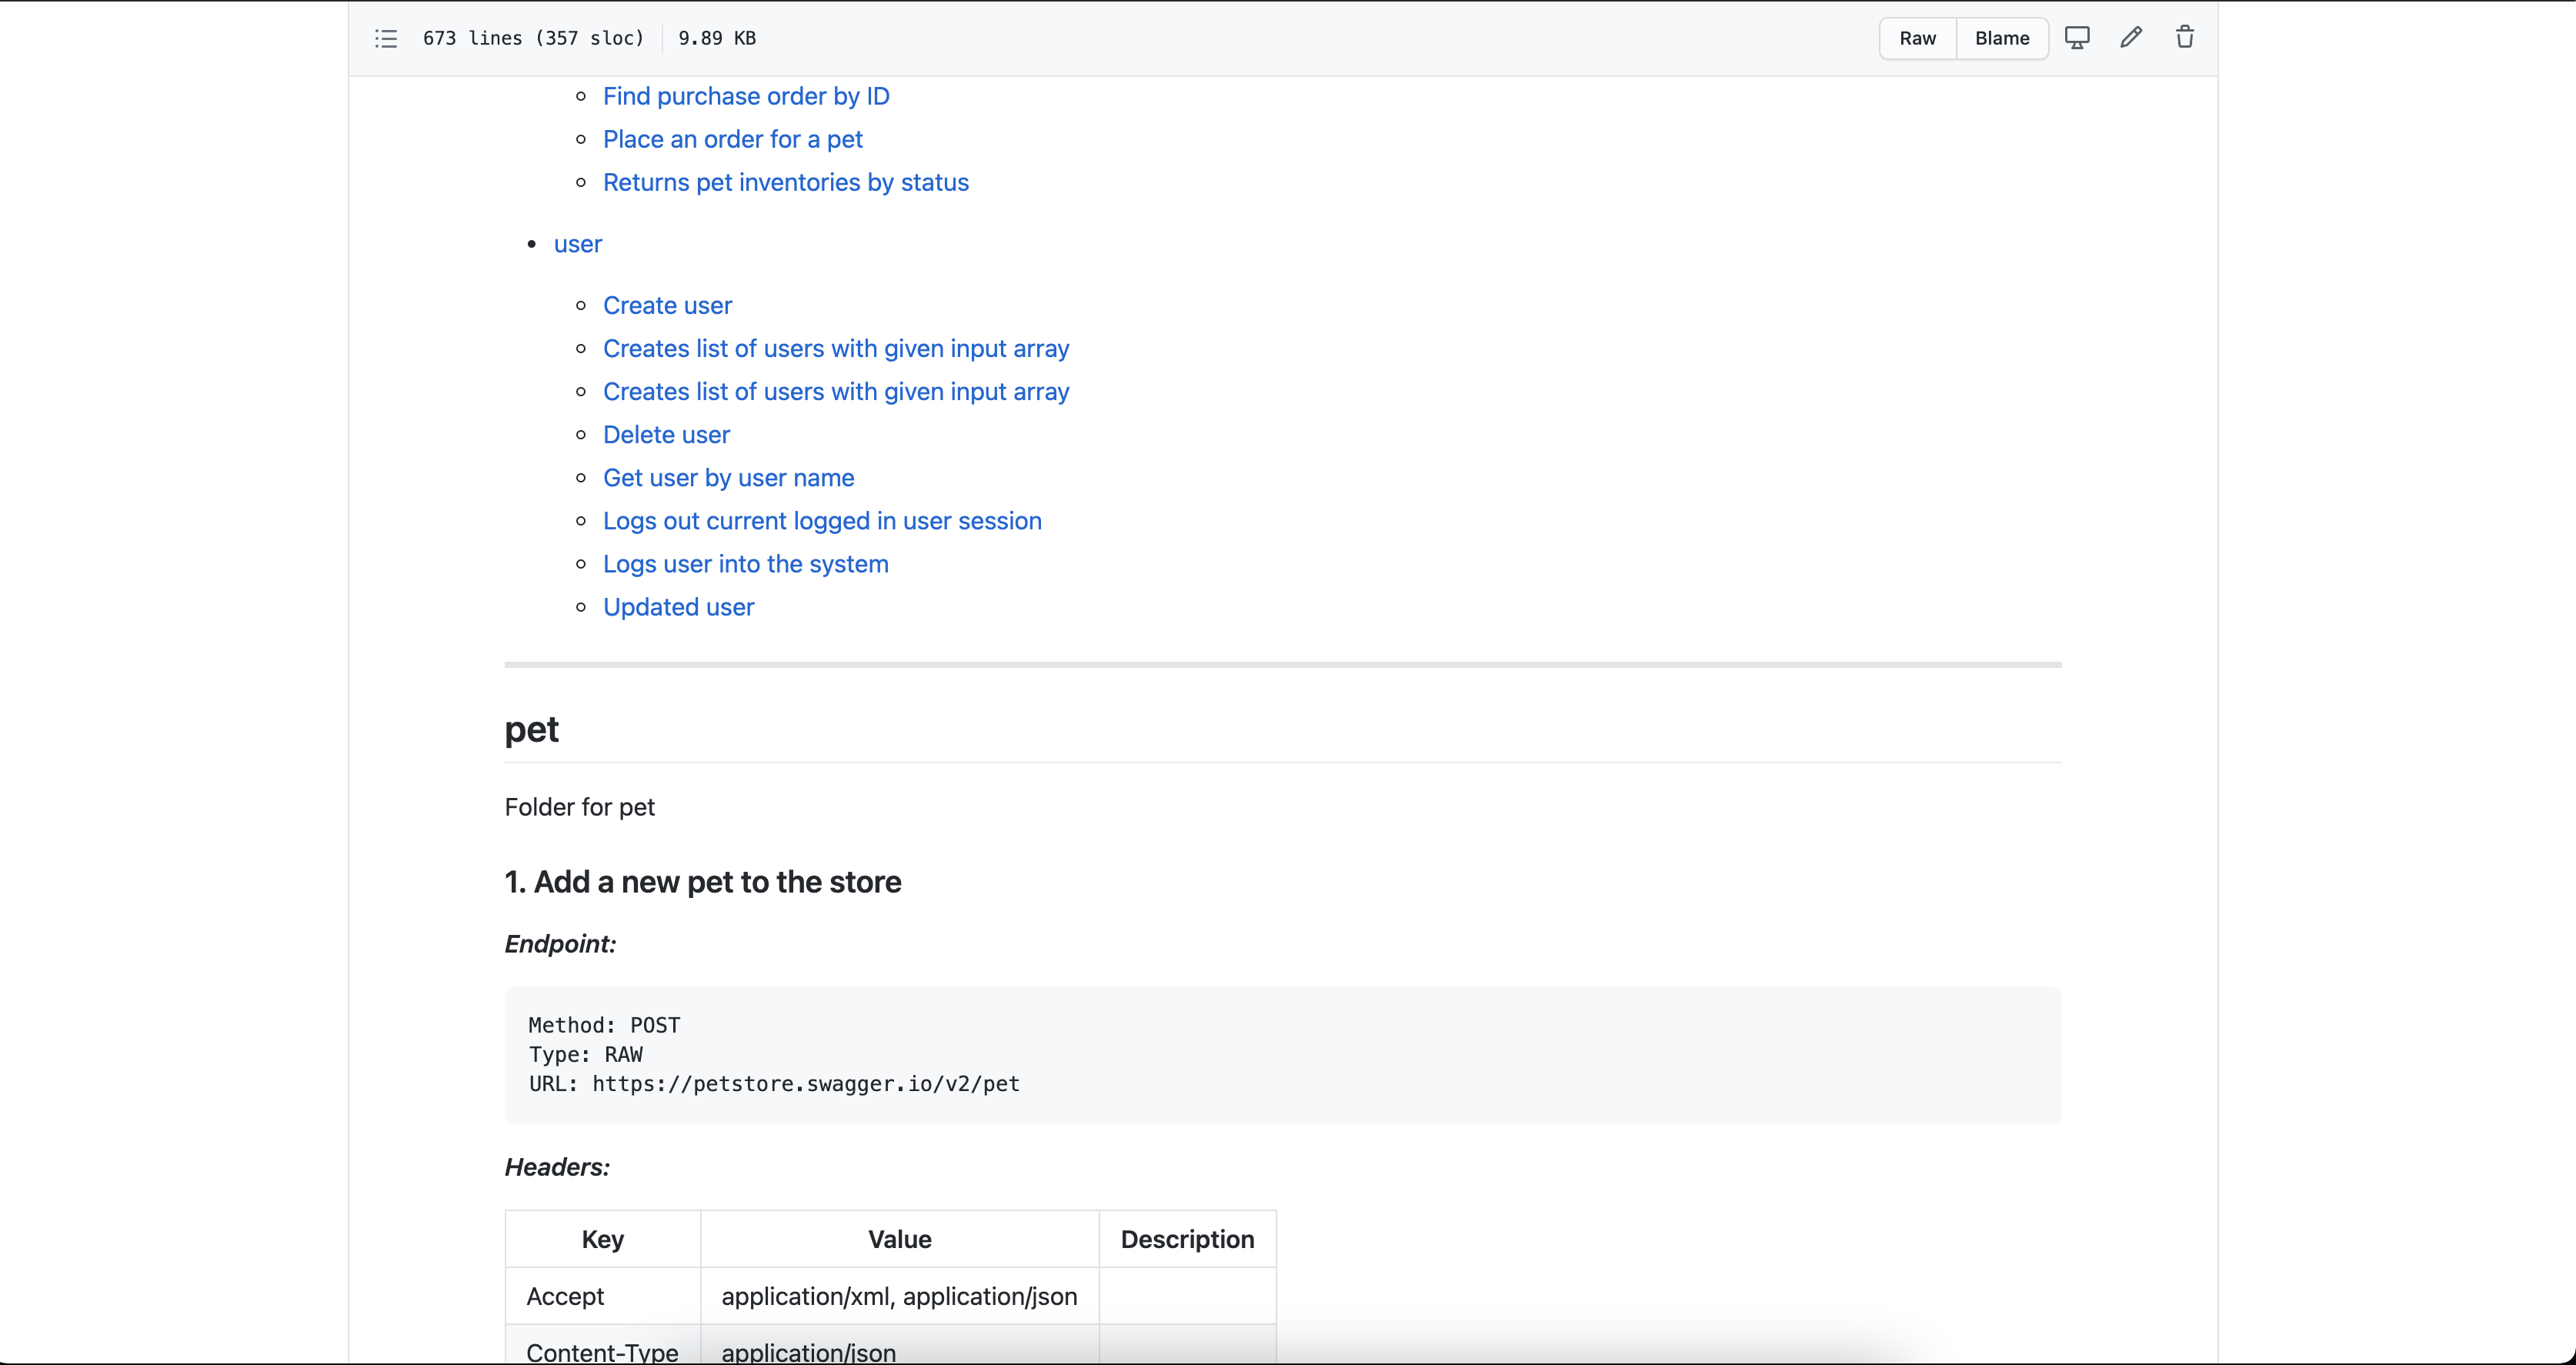 673 lines (357 sloc) 9.89 KB Raw Blame
Find purchase order by ID
Place an order for a pet
Returns pet inventories by status
user
Create user
Creates list of users with given input array
Creates list of users with given input array
Delete user
Get user by user name
Logs out current logged in user session
Logs user into the system
Updated user
pet
Folder for pet
1. Add a new pet to the store
Endpoint:
Method: POST
Type: RAW
URL: https://petstore.swagger.io/v2/pet
Headers:
Key Value Description
Accept application/xml, application/json
Content-Type application/json